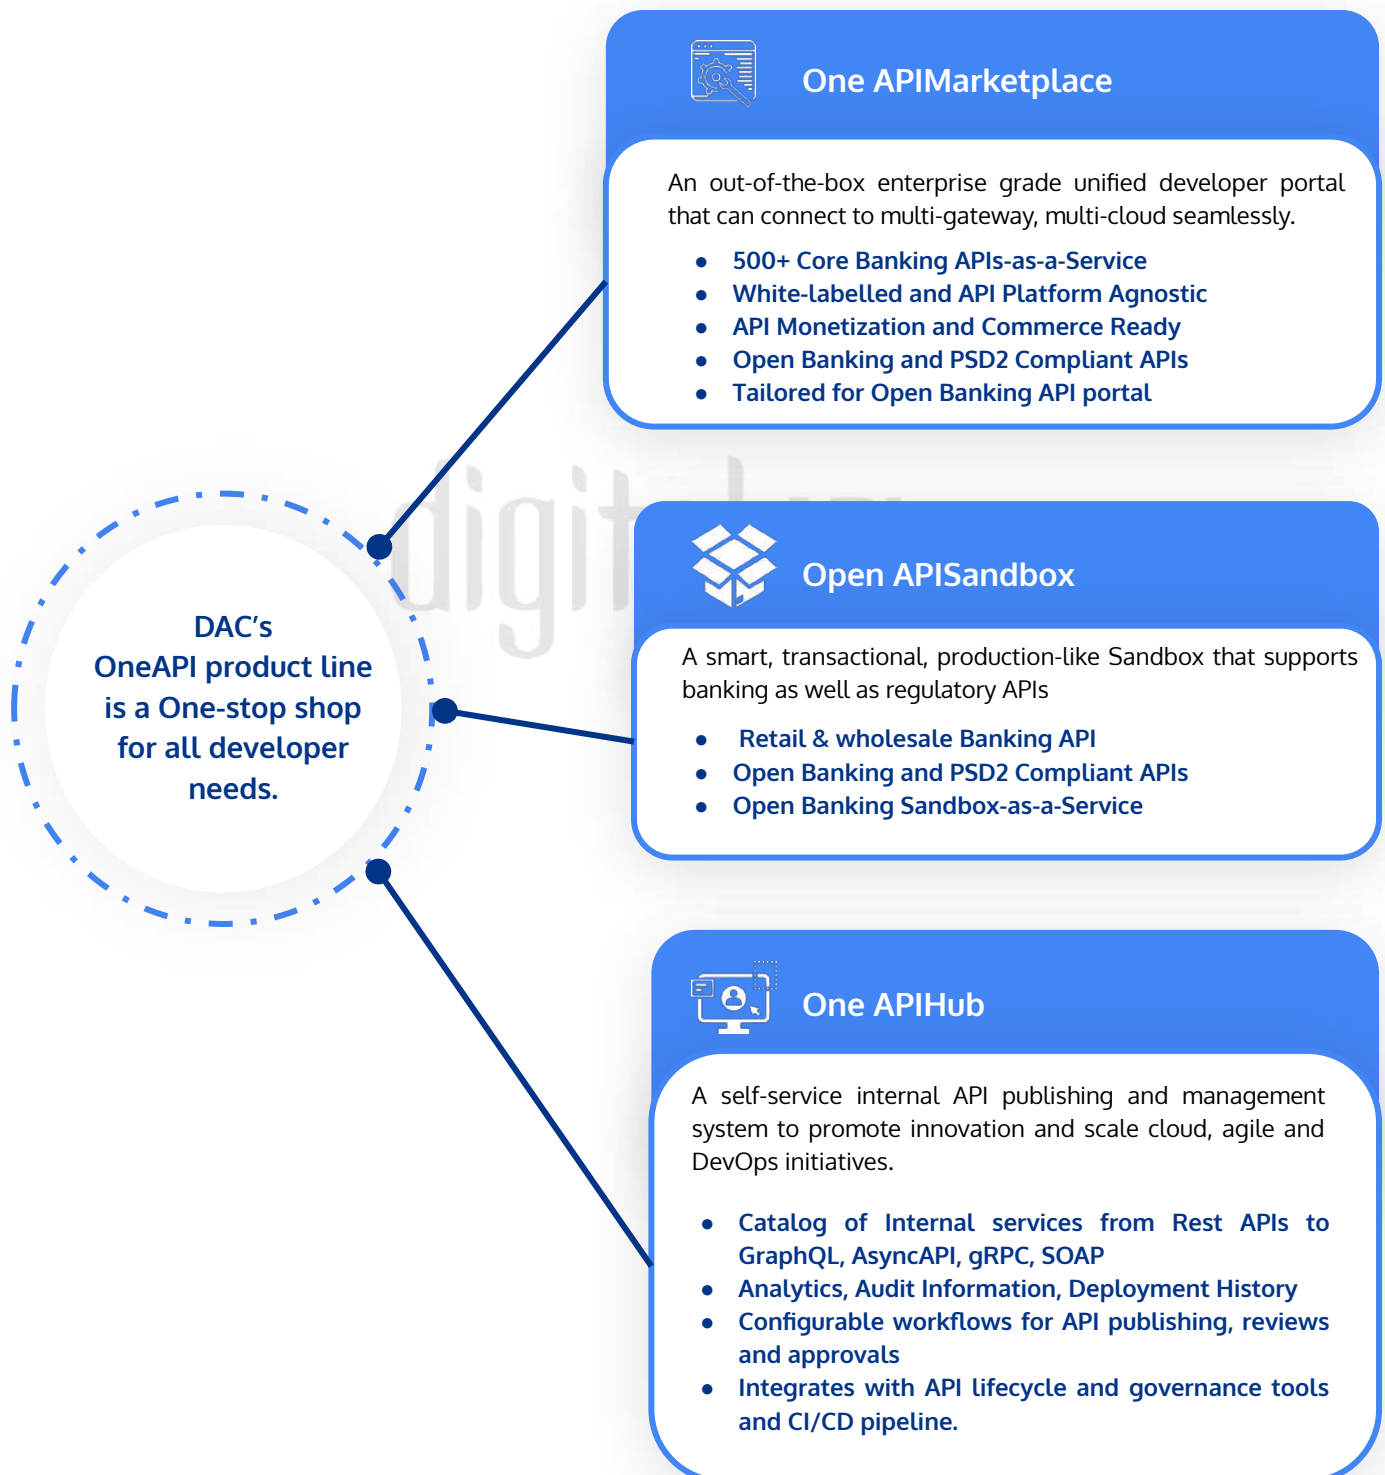 One APIMarketplace
An out-of-the-box enterprise grade unified developer portal
that can connect to multi-gateway, multi-cloud seamlessly.
● 500+ Core Banking APIs-as-a-Service
● White-labelled and API Platform Agnostic
● API Monetization and Commerce Ready
● Open Banking and PSD2 Compliant APIs
● Tailored for Open Banking API portal
DAC’s
OneAPI product line
is a One-stop shop
for all developer
needs.
Open APISandbox
A smart, transactional, production-like Sandbox that supports
banking as well as regulatory APIs
● Retail & wholesale Banking API
● Open Banking and PSD2 Compliant APIs
● Open Banking Sandbox-as-a-Service
One APIHub
A self-service internal API publishing and management
system to promote innovation and scale cloud, agile and
DevOps initiatives.
● Catalog of Internal services from Rest APIs to
GraphQL, AsyncAPI, gRPC, SOAP
● Analytics, Audit Information, Deployment History
● Configurable workflows for API publishing, reviews
and approvals
● Integrates with API lifecycle and governance tools
and CI/CD pipeline.